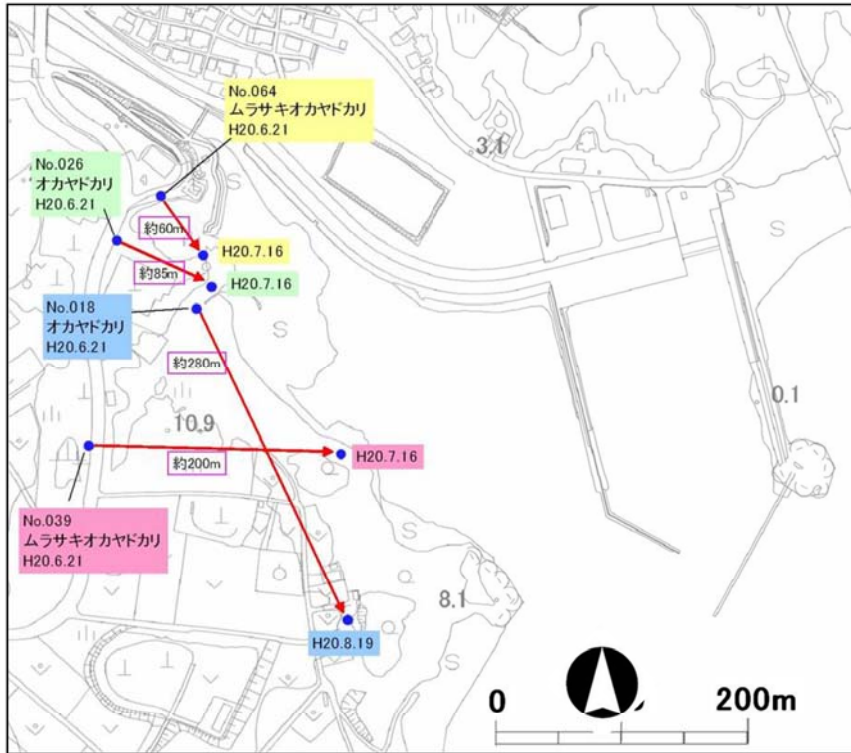 No.064
ムラサキオカヤドカリ
H20.6.21
3.1
No.026
オカヤドカリ
H20.6.21
S
約60m
H20.7.16
S
約85m
H20.7.16
No.018
オカヤドカリ
H20.6.21
S
約280m
0.1
10.9
約200m
H20.7.16
No.039
ムラサキオカヤドカリ
H20.6.21
S
8.1
H20.8.19
S
0
200m